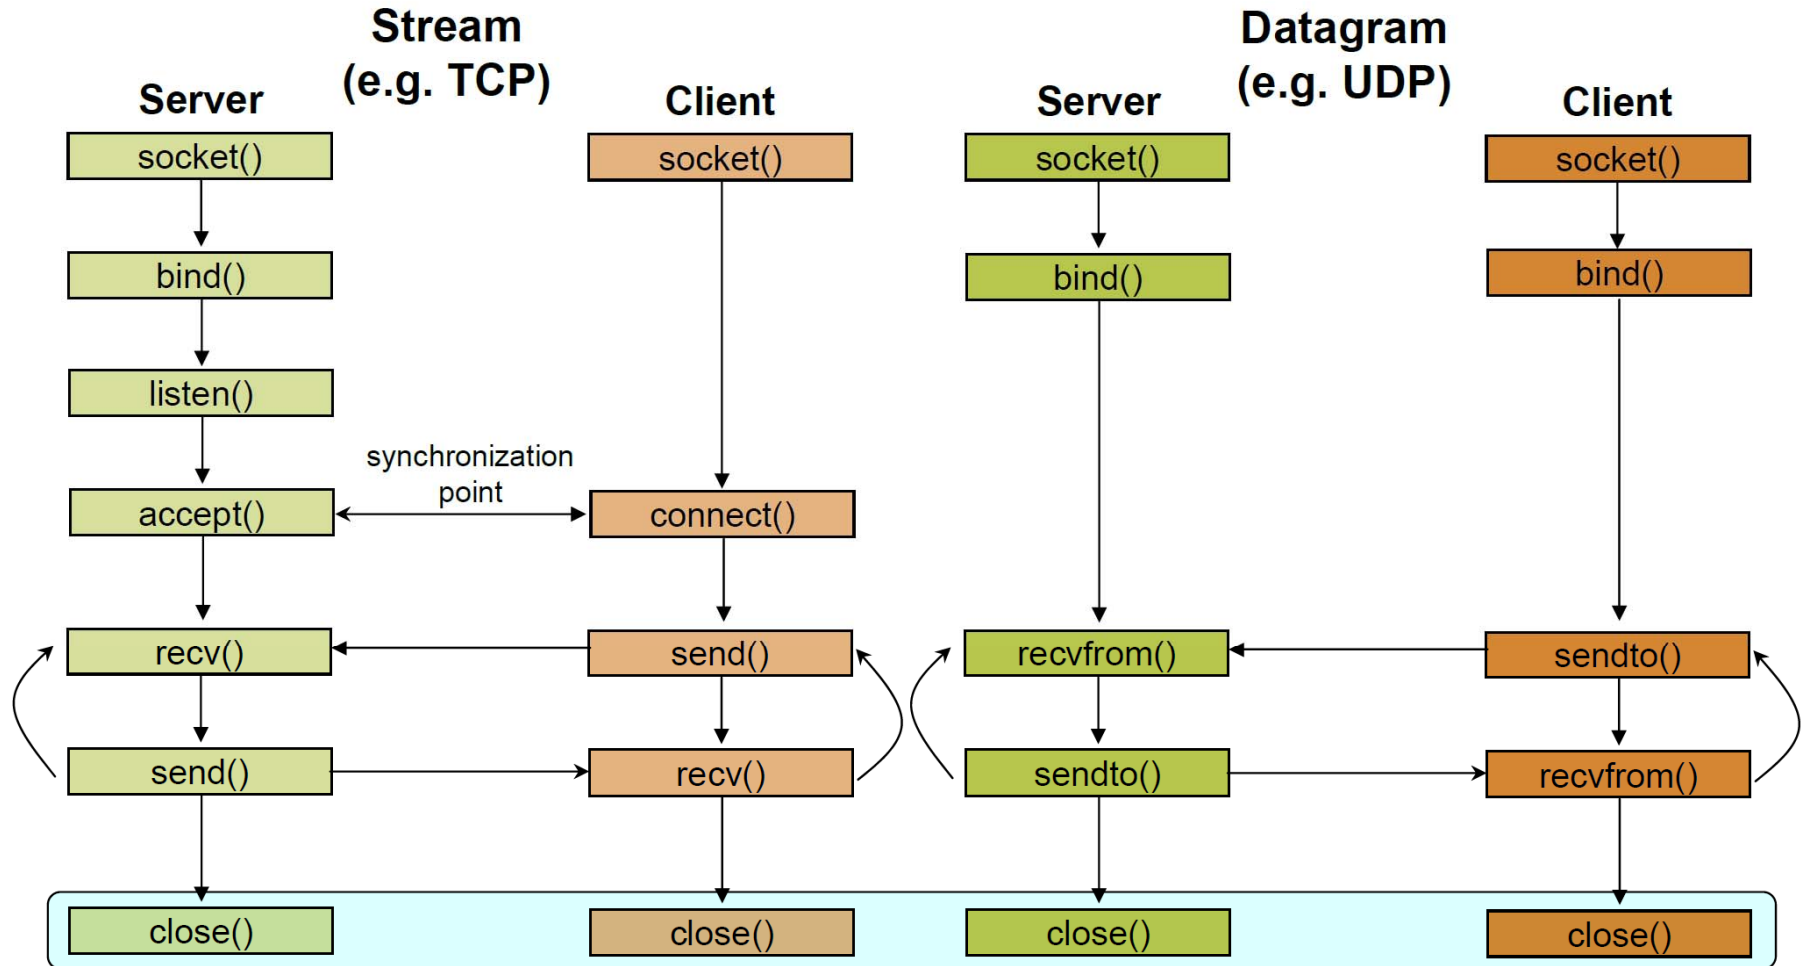 Stream
(e.g. TCP)
Server
Client
socket()
bind()
listen()
accept()
recv()
send()
close()
synchronization
point
socket()
connect()
send()
recv()
close()
Datagram
(e.g. UDP)
Server
Client
socket()
bind()
recvfrom()
sendto()
close()
socket()
bind()
sendto()
recvfrom()
close()